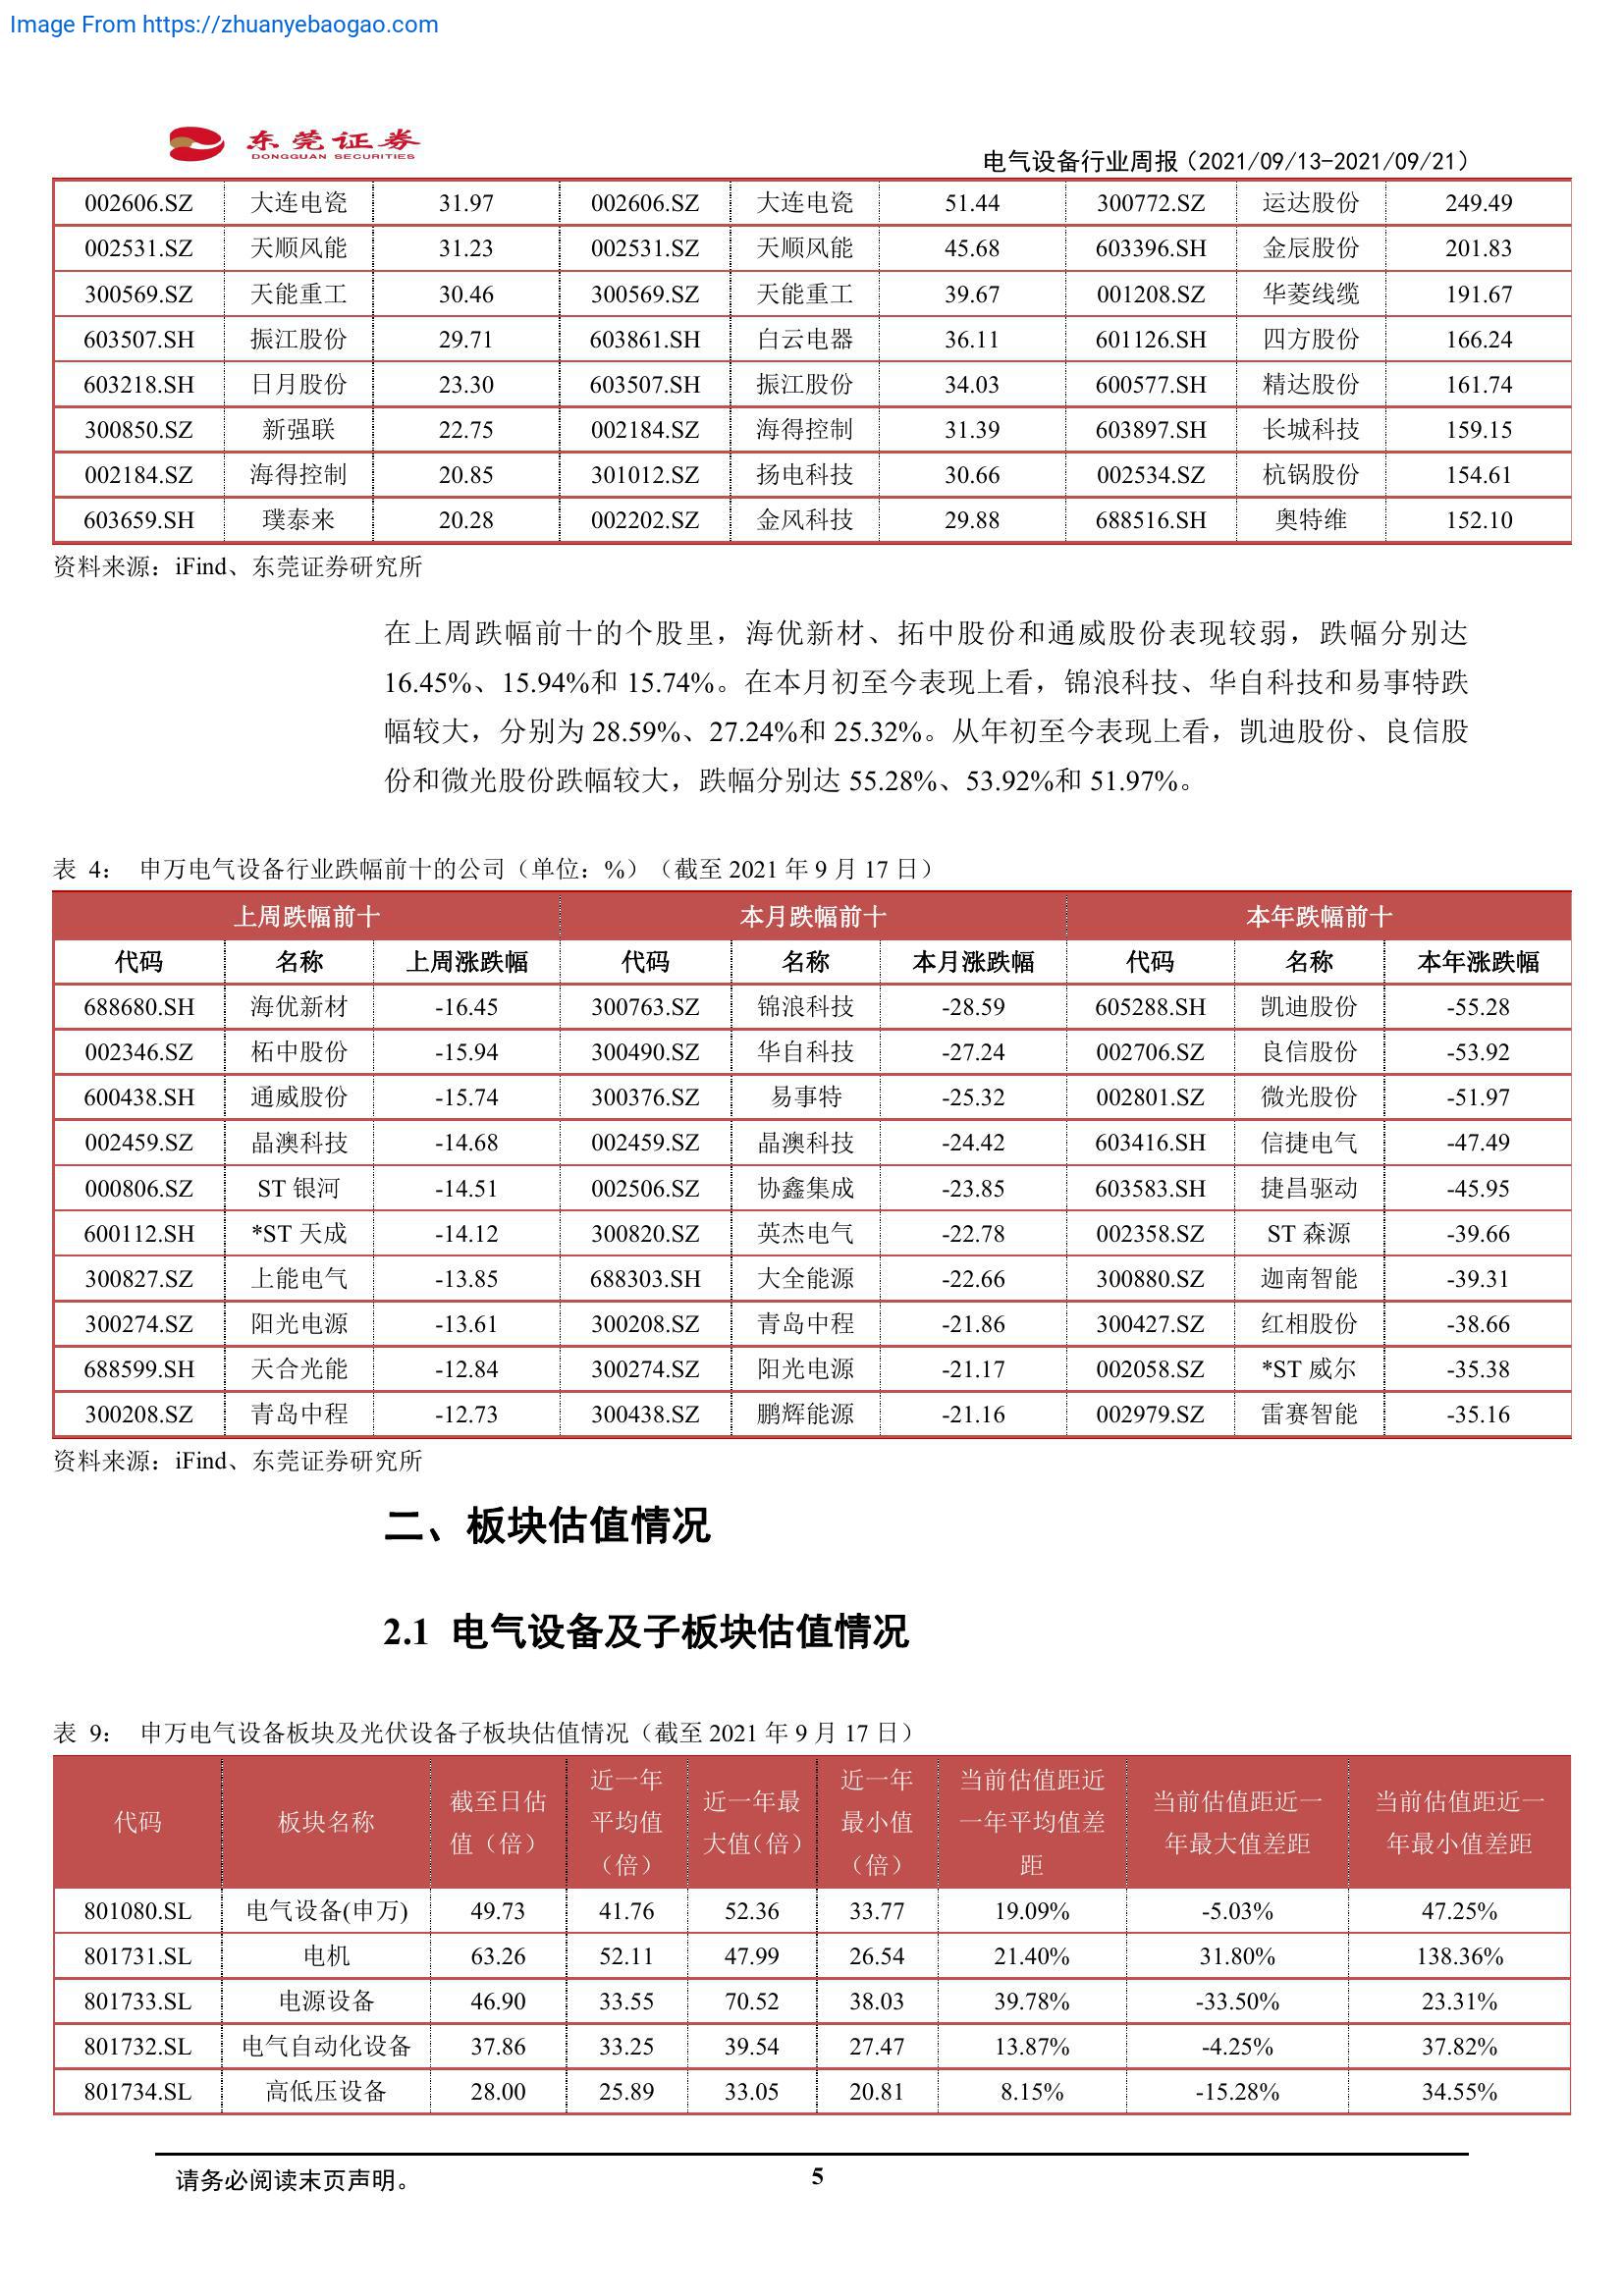 Image From https://zhuanyebaogao.com
东莞证券
DONGGUAN SECURITIES
电气设备行业周报（2021/09/13-2021/09/21）
002606.SZ 大连电瓷 31.97 002606.SZ 大连电瓷 51.44 300772.SZ 运达股份 249.49
002531.SZ 天顺风能 31.23 002531.SZ 天顺风能 45.68 603396.SH 金辰股份 201.83
300569.SZ 天能重工 30.46 300569.SZ 天能重工 39.67 001208.SZ 华菱线缆 191.67
603507.SH 振江股份 29.71 603861.SH 白云电器 36.11 601126.SH 四方股份 166.24
603218.SH 日月股份 23.30 603507.SH 振江股份 34.03 600577.SH 精达股份 161.74
300850.SZ 新强联 22.75 002184.SZ 海得控制 31.39 603897.SH 长城科技 159.15
002184.SZ 海得控制 20.85 301012.SZ 扬电科技 30.66 002534.SZ 杭锅股份 154.61
603659.SH 璞泰来 20.28 002202.SZ 金风科技 29.88 688516.SH 奥特维 152.10
资料来源：iFind、东莞证券研究所
在上周跌幅前十的个股里，海优新材、拓中股份和通威股份表现较弱，跌幅分别达
16.45%、15.94%和 15.74%。在本月初至今表现上看，锦浪科技、华自科技和易事特跌
幅较大，分别为 28.59%、27.24%和 25.32%。从年初至今表现上看，凯迪股份、良信股
份和微光股份跌幅较大，跌幅分别达 55.28%、53.92%和 51.97%。
表 4： 申万电气设备行业跌幅前十的公司（单位：%）（截至 2021 年 9 月 17 日）
上周跌幅前十 本月跌幅前十 本年跌幅前十
代码 名称 上周涨跌幅 代码 名称 本月涨跌幅 代码 名称 本年涨跌幅
688680.SH 海优新材 -16.45 300763.SZ 锦浪科技 -28.59 605288.SH 凯迪股份 -55.28
002346.SZ 柘中股份 -15.94 300490.SZ 华自科技 -27.24 002706.SZ 良信股份 -53.92
600438.SH 通威股份 -15.74 300376.SZ 易事特 -25.32 002801.SZ 微光股份 -51.97
002459.SZ 晶澳科技 -14.68 002459.SZ 晶澳科技 -24.42 603416.SH 信捷电气 -47.49
000806.SZ ST 银河 -14.51 002506.SZ 协鑫集成 -23.85 603583.SH 捷昌驱动 -45.95
600112.SH *ST 天成 -14.12 300820.SZ 英杰电气 -22.78 002358.SZ ST 森源 -39.66
300827.SZ 上能电气 -13.85 688303.SH 大全能源 -22.66 300880.SZ 迦南智能 -39.31
300274.SZ 阳光电源 -13.61 300208.SZ 青岛中程 -21.86 300427.SZ 红相股份 -38.66
688599.SH 天合光能 -12.84 300274.SZ 阳光电源 -21.17 002058.SZ *ST 威尔 -35.38
300208.SZ 青岛中程 -12.73 300438.SZ 鹏辉能源 -21.16 002979.SZ 雷赛智能 -35.16
资料来源：iFind、东莞证券研究所
二、板块估值情况
2.1 电气设备及子板块估值情况
表 9： 申万电气设备板块及光伏设备子板块估值情况（截至 2021 年 9 月 17 日）
代码 板块名称 截至日估值（倍） 近一年平均值（倍） 近一年最大值（倍） 近一年最小值（倍） 当前估值距近一年平均值差距 当前估值距近一年最大值差距 当前估值距近一年最小值差距
801080.SL 电气设备(申万) 49.73 41.76 52.36 33.77 19.09% -5.03% 47.25%
801731.SL 电机 63.26 52.11 47.99 26.54 21.40% 31.80% 138.36%
801733.SL 电源设备 46.90 33.55 70.52 38.03 39.78% -33.50% 23.31%
801732.SL 电气自动化设备 37.86 33.25 39.54 27.47 13.87% -4.25% 37.82%
801734.SL 高低压设备 28.00 25.89 33.05 20.81 8.15% -15.28% 34.55%
请务必阅读末页声明。
5